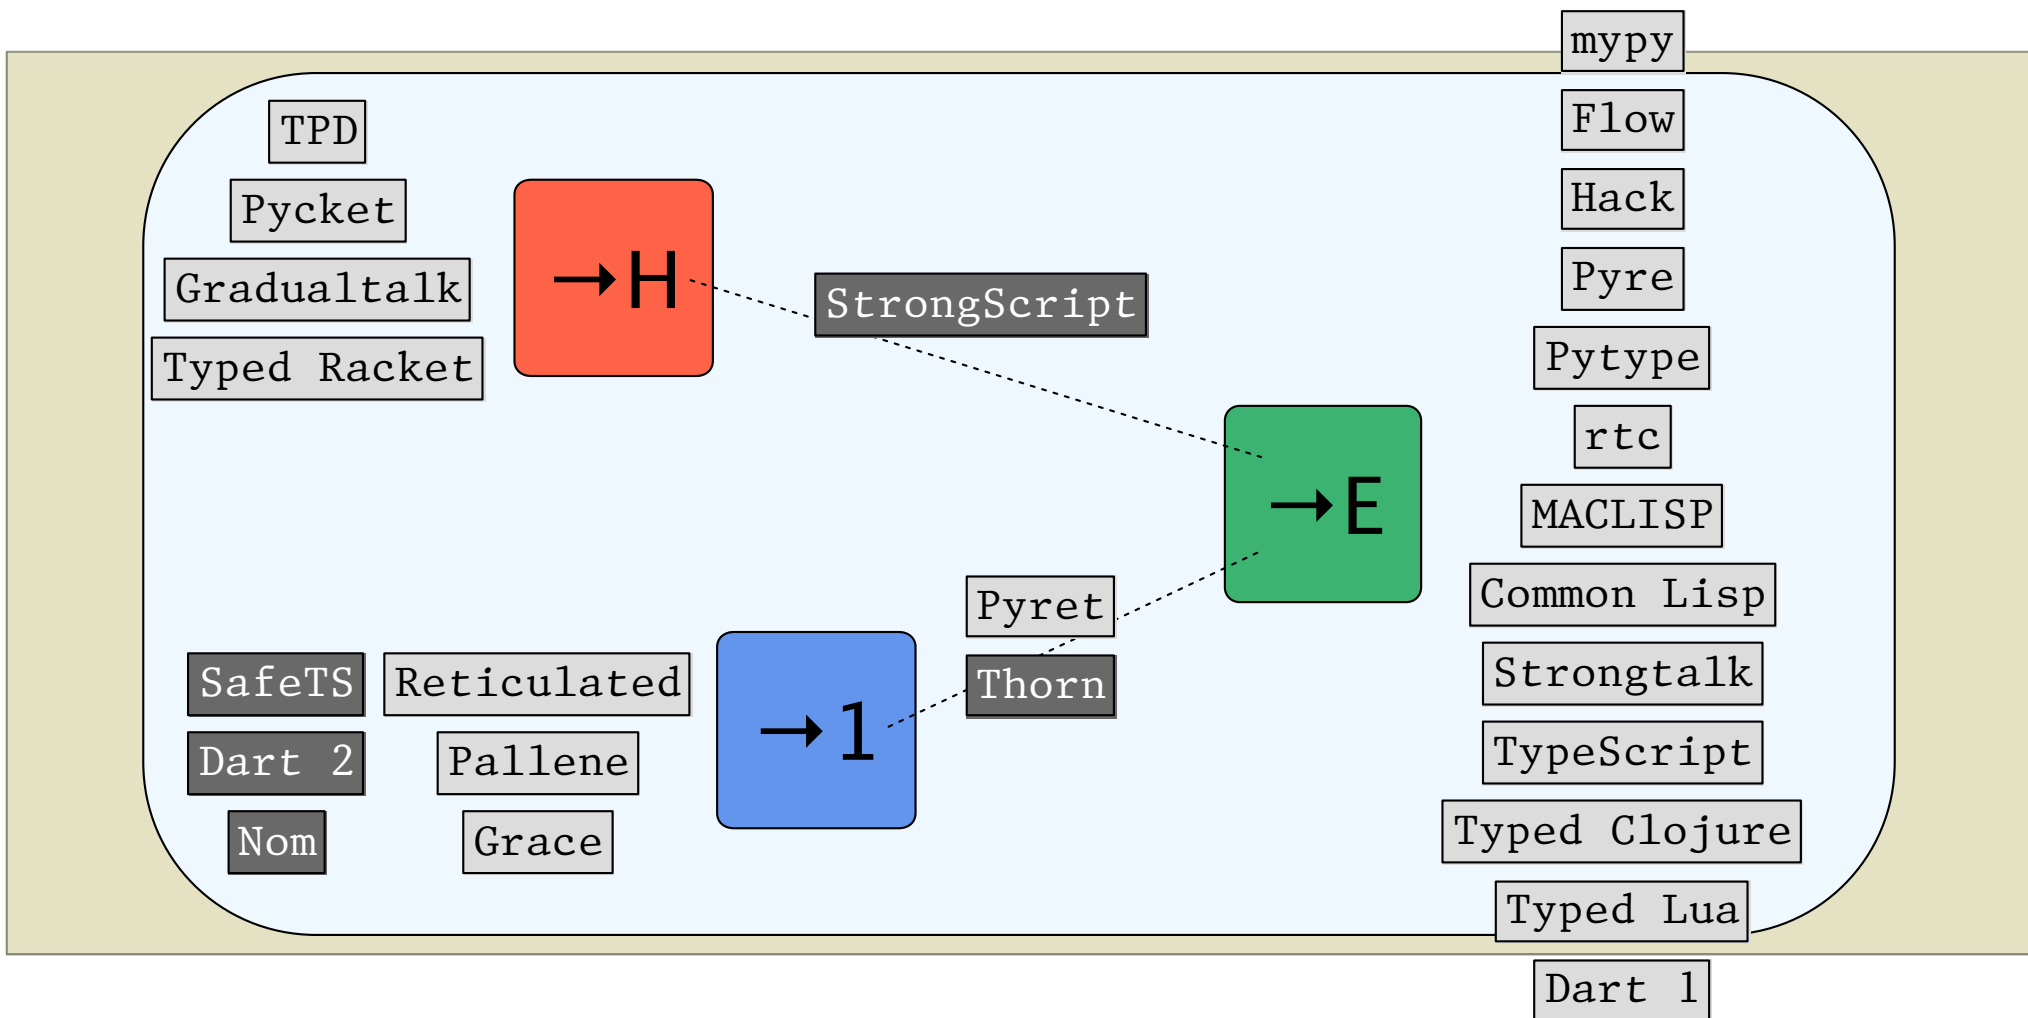 mypy
TPD
Flow
Pycket
Hack
Gradualtalk
→H
StrongScript
Pyre
Typed Racket
Pytype
rtc
→E
MACLISP
Pyret
Common Lisp
SafeTS
Reticulated
→1
Thorn
Strongtalk
Dart 2
Pallene
TypeScript
Nom
Grace
Typed Clojure
Typed Lua
Dart 1